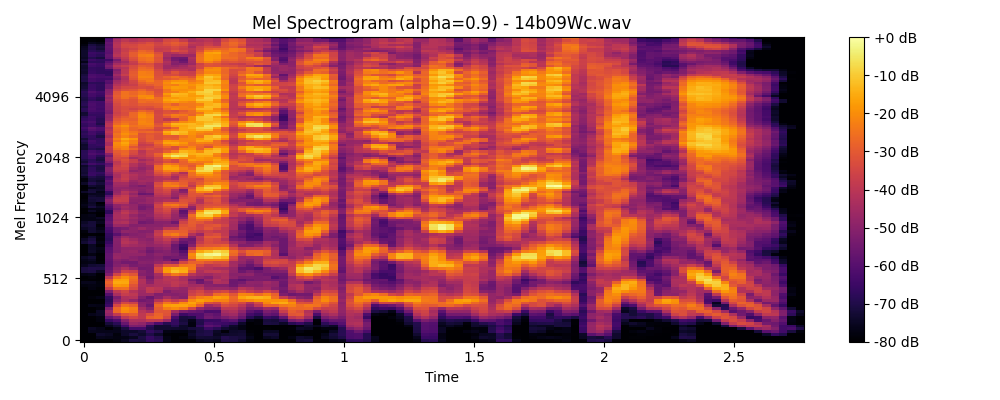 Mel Spectrogram (alpha=0.9) - 14b09Wc.wav
Mel Frequency
4096
2048
1024
512
0
0
0.5
1
1.5
2
2.5
Time
+0 dB
-10 dB
-20 dB
-30 dB
-40 dB
-50 dB
-60 dB
-70 dB
-80 dB